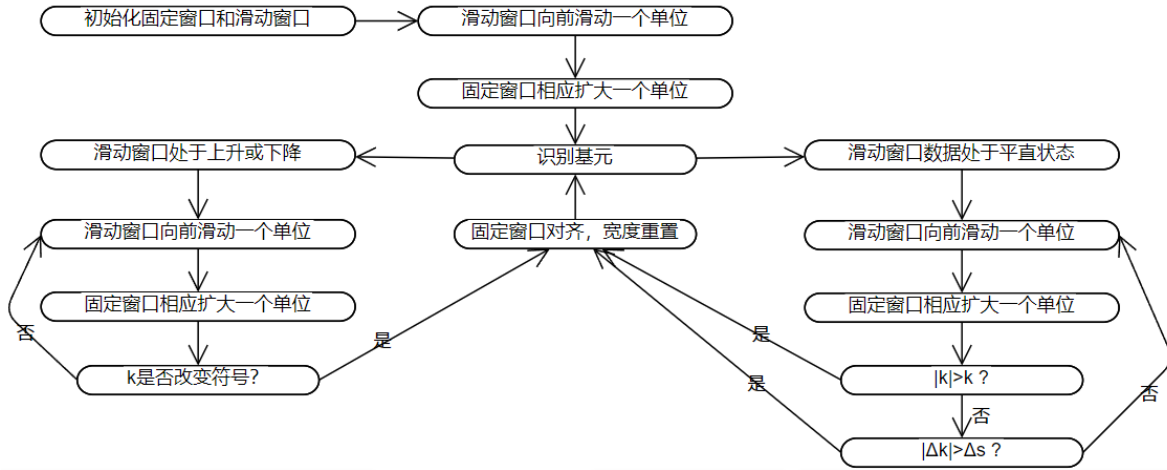 初始化固定窗口和滑动窗口
滑动窗口向前滑动一个单位
固定窗口相应扩大一个单位
滑动窗口处于上升或下降
识别基元
滑动窗口数据处于平直状态
滑动窗口向前滑动一个单位
固定窗口对齐，宽度重置
滑动窗口向前滑动一个单位
固定窗口相应扩大一个单位
固定窗口相应扩大一个单位
否
是
是
k是否改变符号？
|k|>k ?
是
否
否
|Δk|>Δs ?